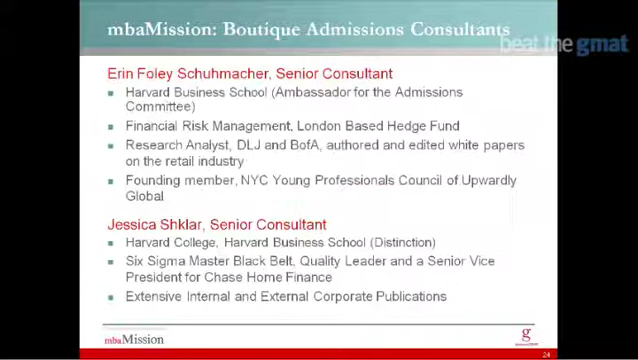 mbaMission: Boutique Admissions Consultants
beat the gmat
Erin Foley Schuhmacher, Senior Consultant
Harvard Business School (Ambassador for the Admissions
Committee)
Financial Risk Management, London Based Hedge Fund
Research Analyst, DLJ and BofA, authored and edited white papers
on the retail industry
Founding member, NYC Young Professionals Council of Upwardly
Global
Jessica Shklar, Senior Consultant
Harvard College, Harvard Business School (Distinction)
Six Sigma Master Black Belt, Quality Leader and a Senior Vice
President for Chase Home Finance
Extensive Internal and External Corporate Publications
mbaMission
g
24